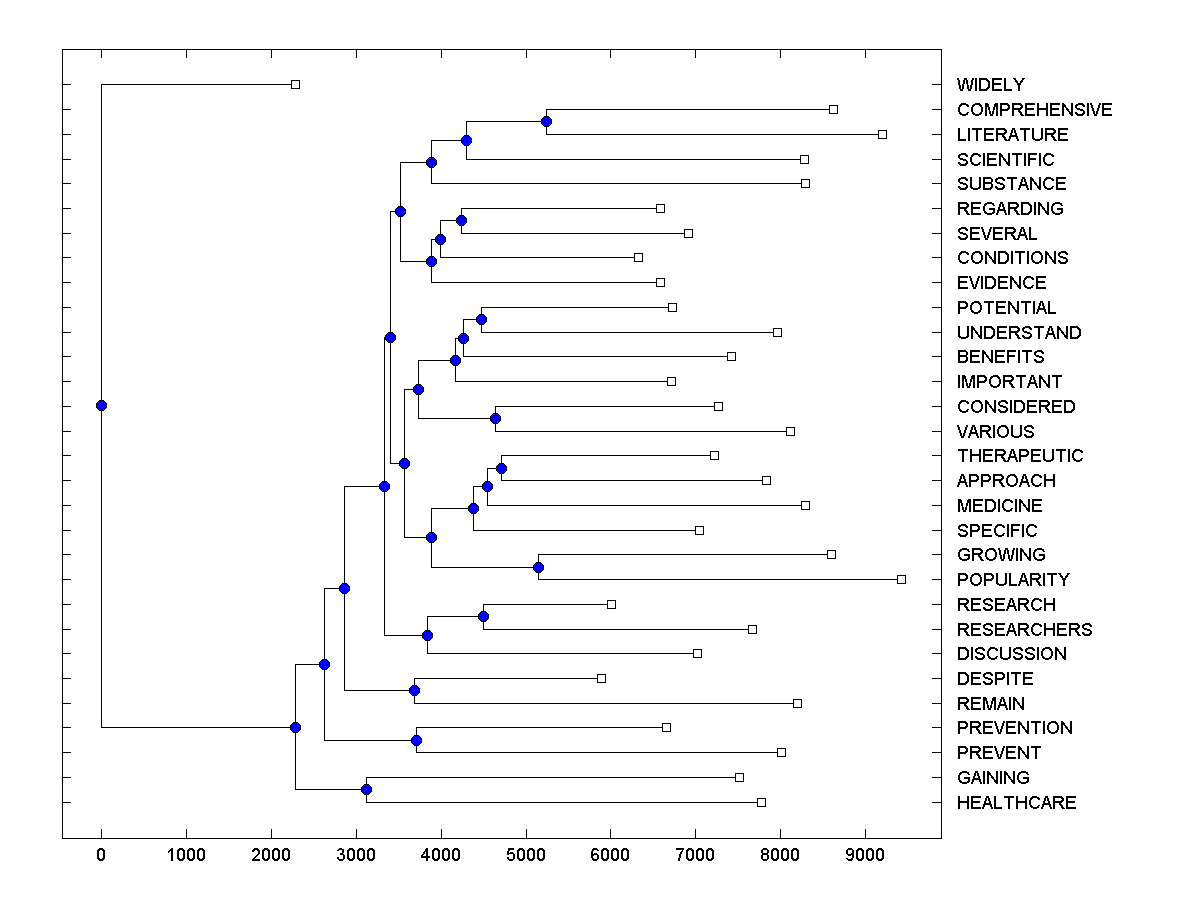 WIDELY
COMPREHENSIVE
LITERATURE
SCIENTIFIC
SUBSTANCE
REGARDING
SEVERAL
CONDITIONS
EVIDENCE
POTENTIAL
UNDERSTAND
BENEFITS
IMPORTANT
CONSIDERED
VARIOUS
THERAPEUTIC
APPROACH
MEDICINE
SPECIFIC
GROWING
POPULARITY
RESEARCH
RESEARCHERS
DISCUSSION
DESPITE
REMAIN
PREVENTION
PREVENT
GAINING
HEALTHCARE
0 1000 2000 3000 4000 5000 6000 7000 8000 9000